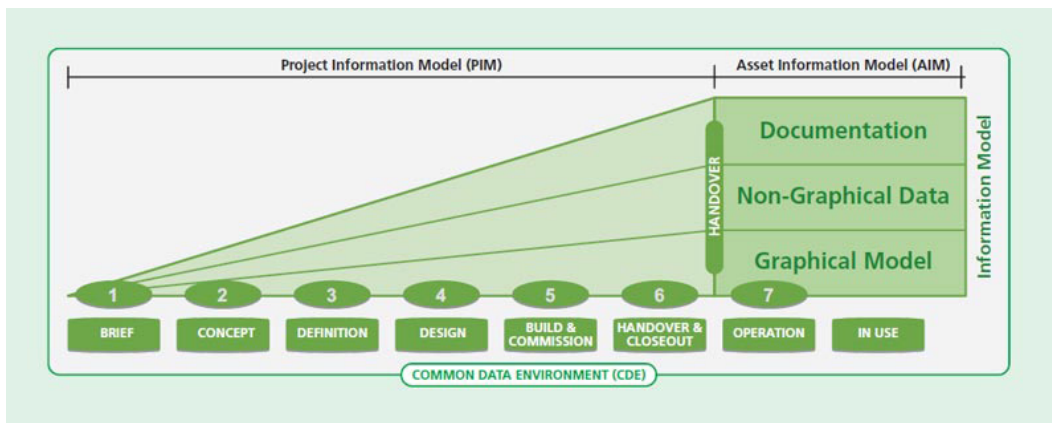 Project Information Model (PIM)
Asset Information Model (AIM)
Documentation
Non-Graphical Data
Graphical Model
HANDOVER
Information Model
1
2
3
4
5
6
7
BRIEF
CONCEPT
DEFINITION
DESIGN
BUILD &
COMMISSION
HANDOVER &
CLOSEOUT
OPERATION
IN USE
COMMON DATA ENVIRONMENT (CDE)